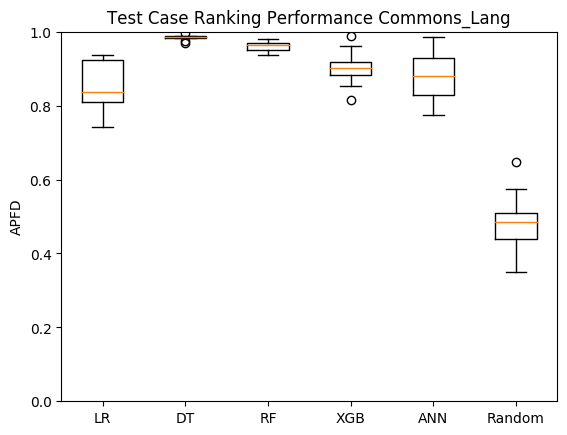 Test Case Ranking Performance Commons_Lang
APFD
1.0
0.8
0.6
0.4
0.2
0.0
LR DT RF XGB ANN Random